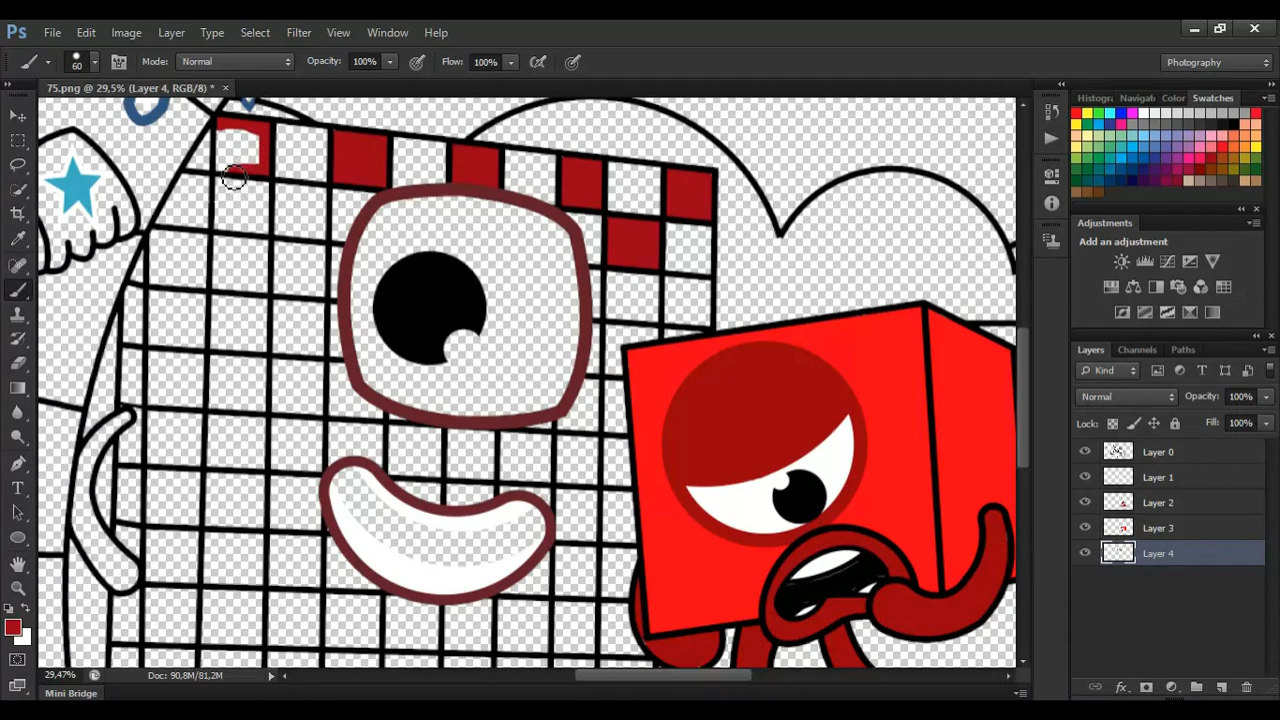 Ps File Edit Image Layer Type Select Filter View Window Help
60 Mode: Normal Opacity: 100% Flow: 100% Photography
75.png @ 29,5% (Layer 4, RGB/8) *
Histogr Navigat Color Swatches
Adjustments
Add an adjustment
Layers Channels Paths
Kind
Normal Opacity: 100%
Lock: Fill: 100%
Layer 0
Layer 1
Layer 2
Layer 3
Layer 4
29,47% Doc: 90,8M/81,2M
Mini Bridge